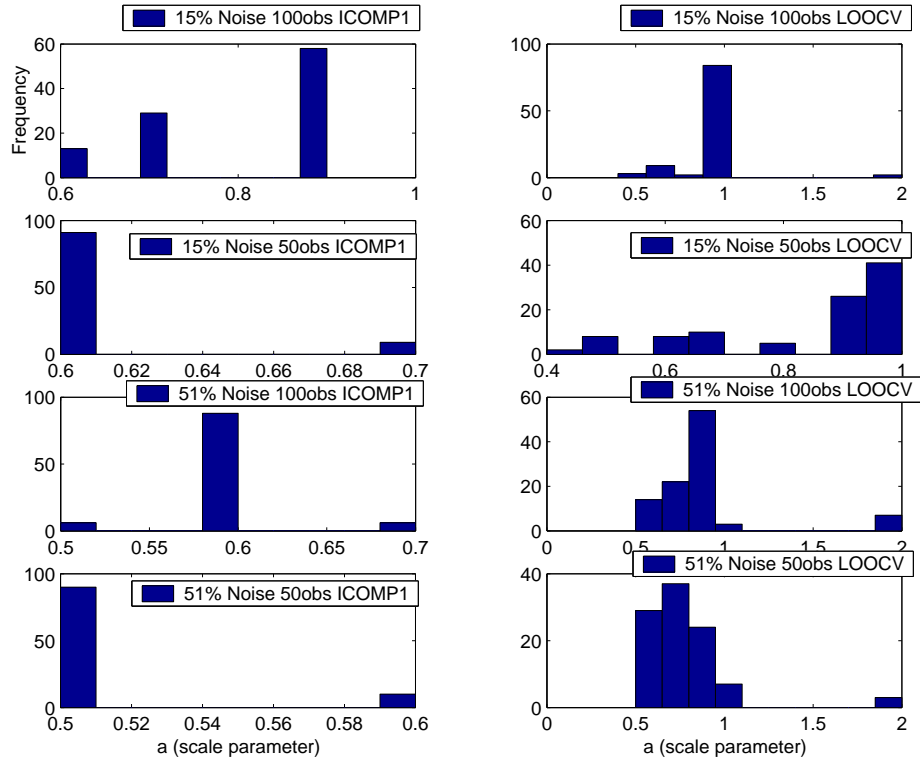 15% Noise 100obs ICOMP1
15% Noise 100obs LOOCV
Frequency
60
40
20
0
0.6 0.8 1
100
50
0
0 0.5 1 1.5 2
15% Noise 50obs ICOMP1
100
50
0
0.6 0.62 0.64 0.66 0.68 0.7
15% Noise 50obs LOOCV
60
40
20
0
0.4 0.6 0.8 1
51% Noise 100obs ICOMP1
100
50
0
0.5 0.55 0.6 0.65 0.7
51% Noise 100obs LOOCV
60
40
20
0
0 0.5 1 1.5 2
51% Noise 50obs ICOMP1
100
50
0
0.5 0.52 0.54 0.56 0.58 0.6
a (scale parameter)
51% Noise 50obs LOOCV
40
20
0
0 0.5 1 1.5 2
a (scale parameter)